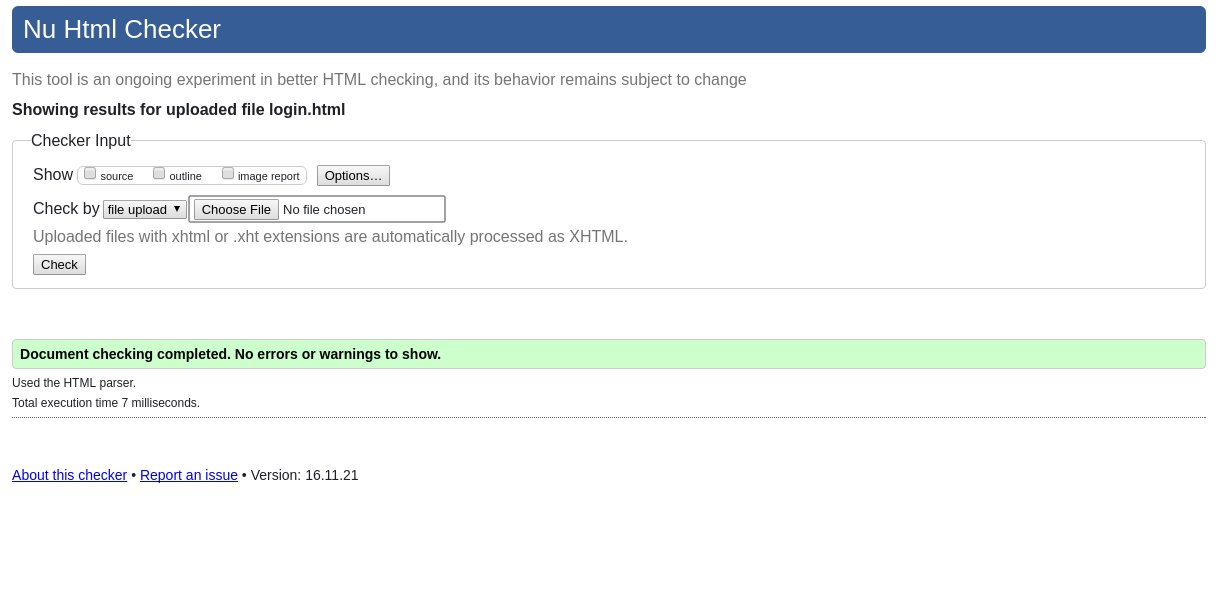 Nu Html Checker
This tool is an ongoing experiment in better HTML checking, and its behavior remains subject to change
Showing results for uploaded file login.html
Checker Input
Show source outline image report Options…
Check by file upload ▼ Choose File No file chosen
Uploaded files with xhtml or .xht extensions are automatically processed as XHTML.
Check
Document checking completed. No errors or warnings to show.
Used the HTML parser.
Total execution time 7 milliseconds.
About this checker • Report an issue • Version: 16.11.21